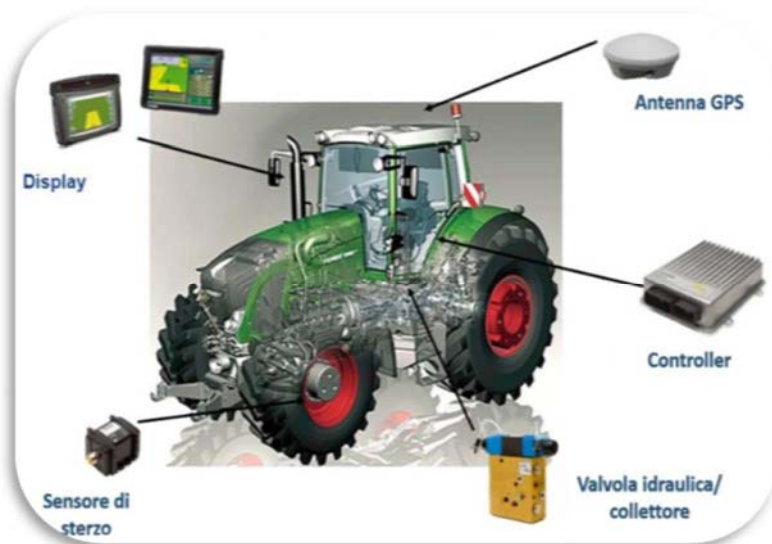 Antenna GPS
Display
Controller
Sensore di
sterzo
Valvola idraulica/
collettore